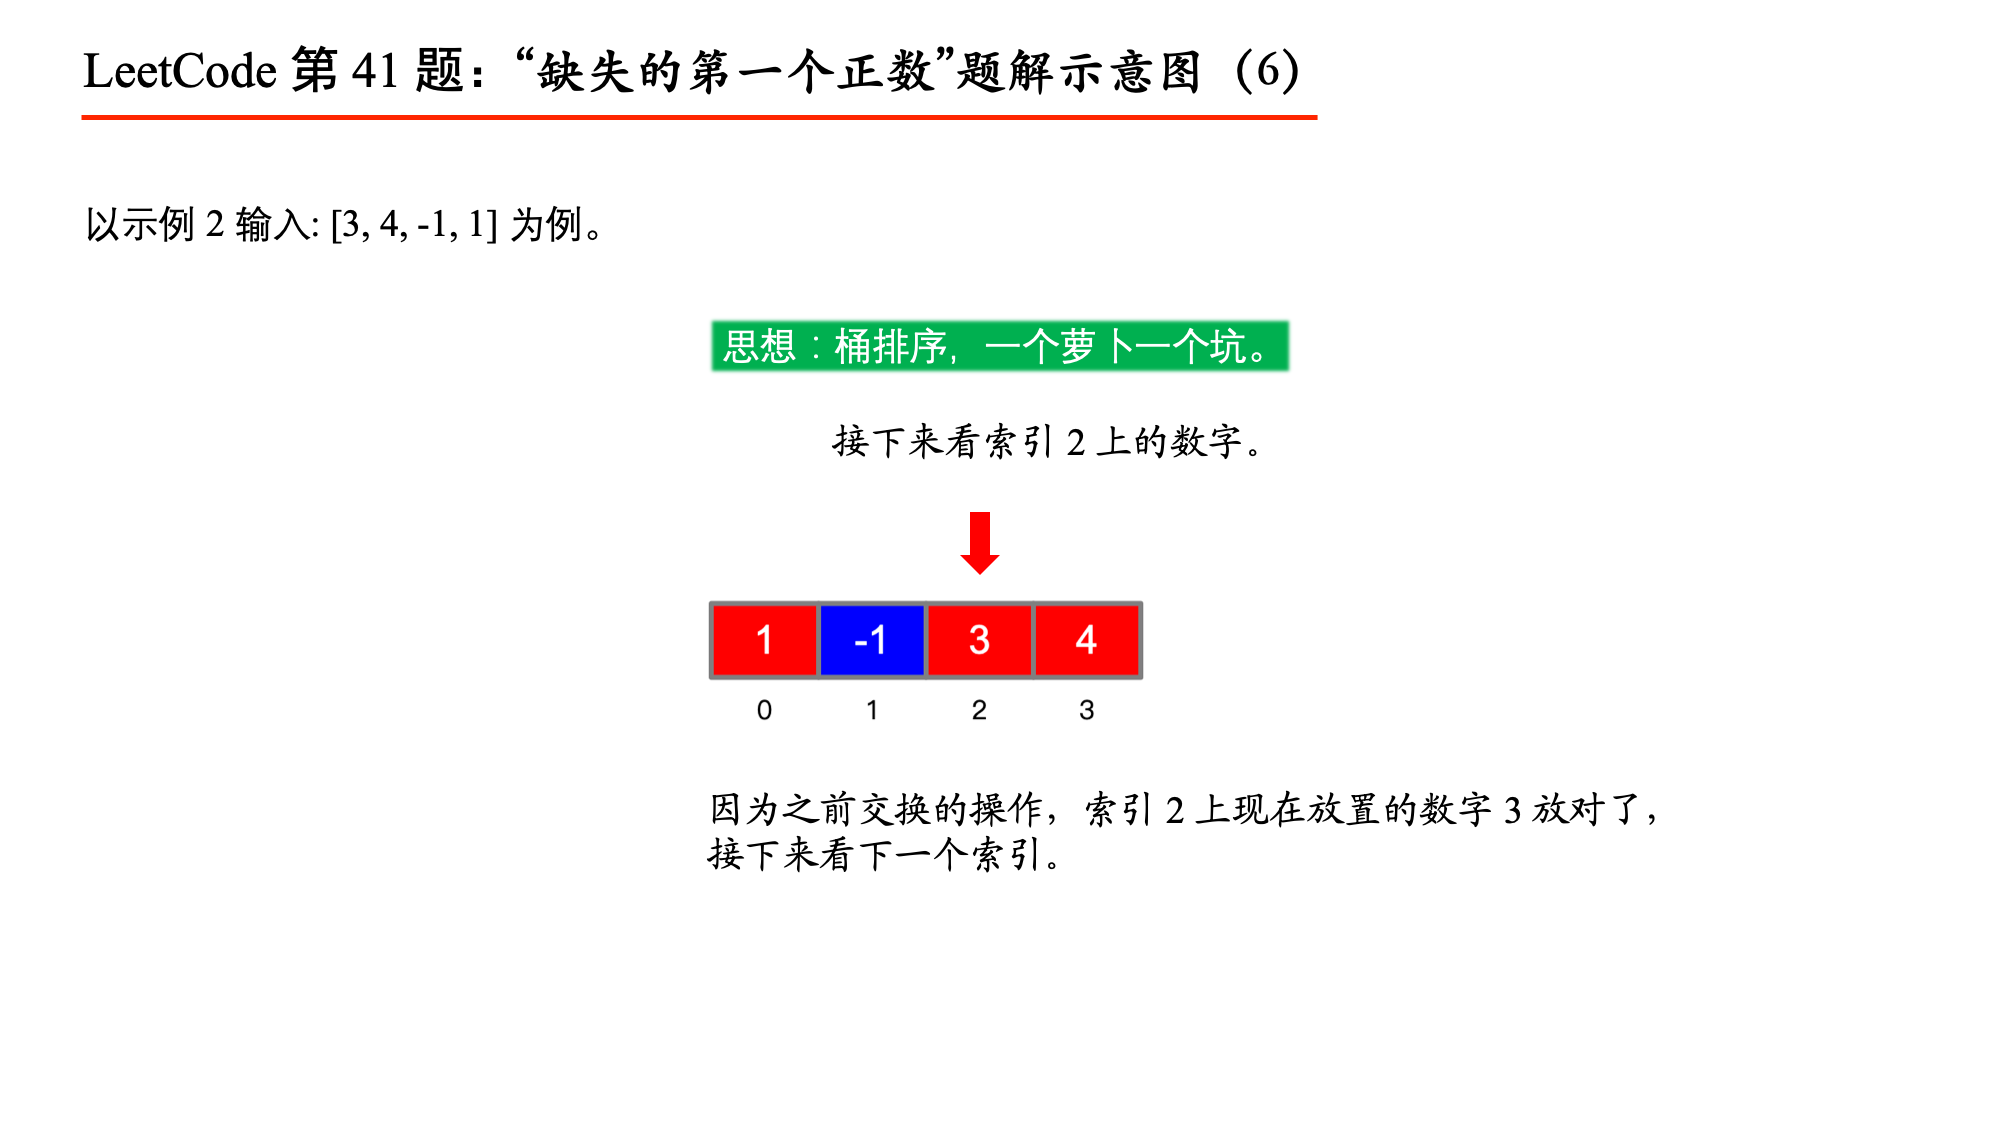 LeetCode 第 41 题：“缺失的第一个正数”题解示意图（6）
以示例 2 输入: [3, 4, -1, 1] 为例。
思想：桶排序，一个萝卜一个坑。
接下来看索引 2 上的数字。
1 -1 3 4
0 1 2 3
因为之前交换的操作，索引 2 上现在放置的数字 3 放对了，
接下来看下一个索引。